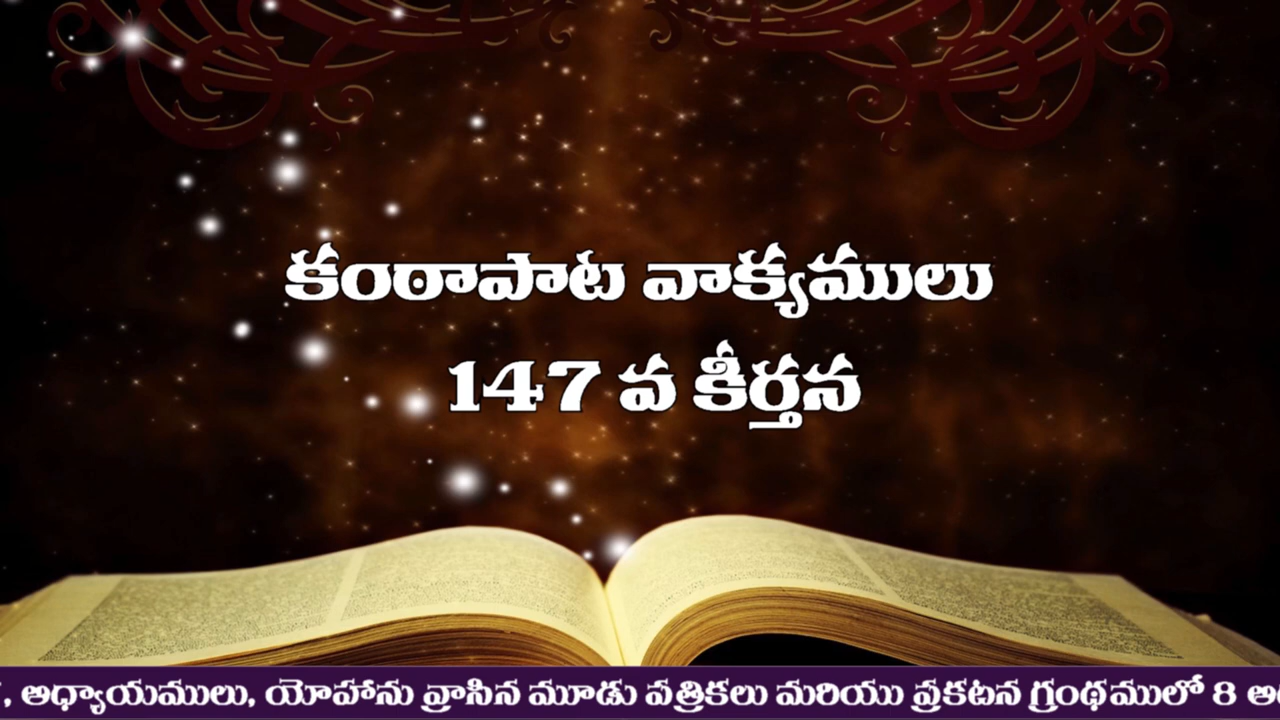 కంఠాపాట వాక్యములు
147 వ కీర్తన
, అధ్యాయములు, యోహాను వ్రాసిన మూడు పత్రికలు మరియు ప్రకటన గ్రంథములో 8